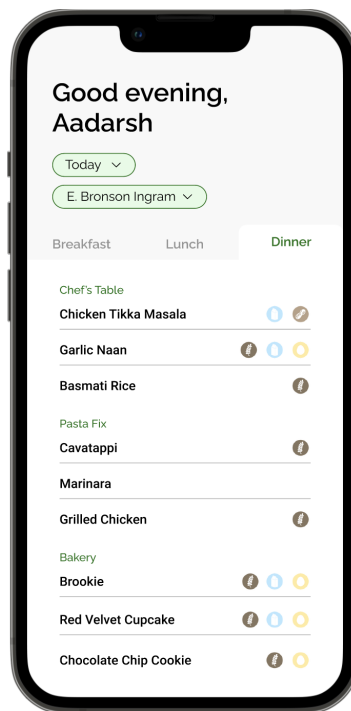 Good evening,
Aadarsh
Today
E. Bronson Ingram
Breakfast Lunch Dinner
Chef's Table
Chicken Tikka Masala
Garlic Naan
Basmati Rice
Pasta Fix
Cavatappi
Marinara
Grilled Chicken
Bakery
Brookie
Red Velvet Cupcake
Chocolate Chip Cookie